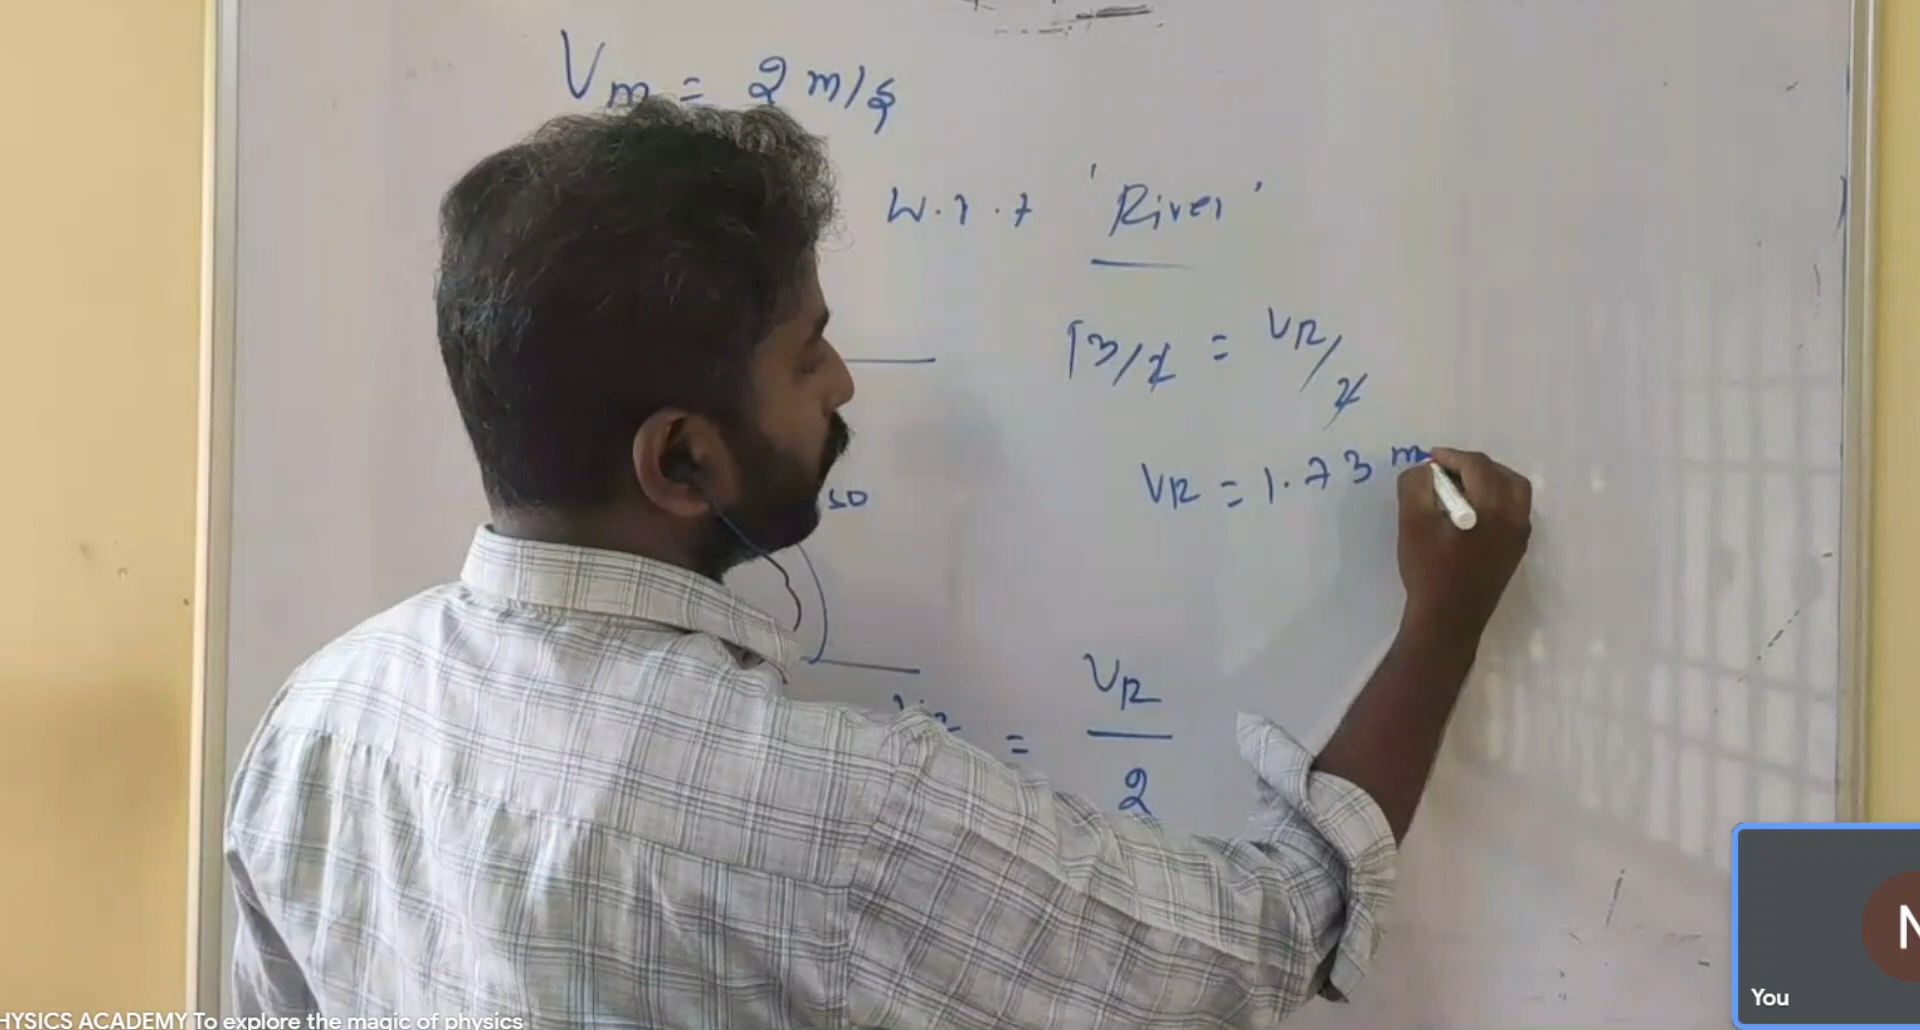 Vm = 2 m/s
w.r.t 'River'
√3/2 = VR/2
VR = 1.73 m
= VR
2
You
N
HYSICS ACADEMY To explore the magic of physics